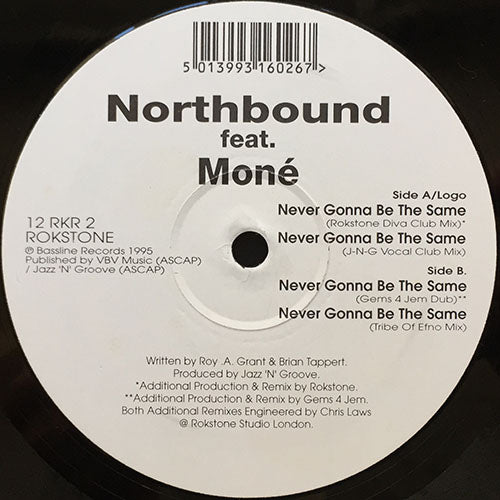 5 013993 160267 >
Northbound
feat.
Moné
Side A/Logo
Never Gonna Be The Same
(Rokstone Diva Club Mix)*
Never Gonna Be The Same
(J-N-G Vocal Club Mix)
Side B.
Never Gonna Be The Same
(Gems 4 Jem Dub)**
Never Gonna Be The Same
(Tribe Of Efno Mix)
12 RKR 2
ROKSTONE
℗ Bassline Records 1995
Published by VBV Music (ASCAP)
/ Jazz 'N' Groove (ASCAP)
Written by Roy .A. Grant & Brian Tappert.
Produced by Jazz 'N' Groove.
*Additional Production & Remix by Rokstone.
**Additional Production & Remix by Gems 4 Jem.
Both Additional Remixes Engineered by Chris Laws
@ Rokstone Studio London.